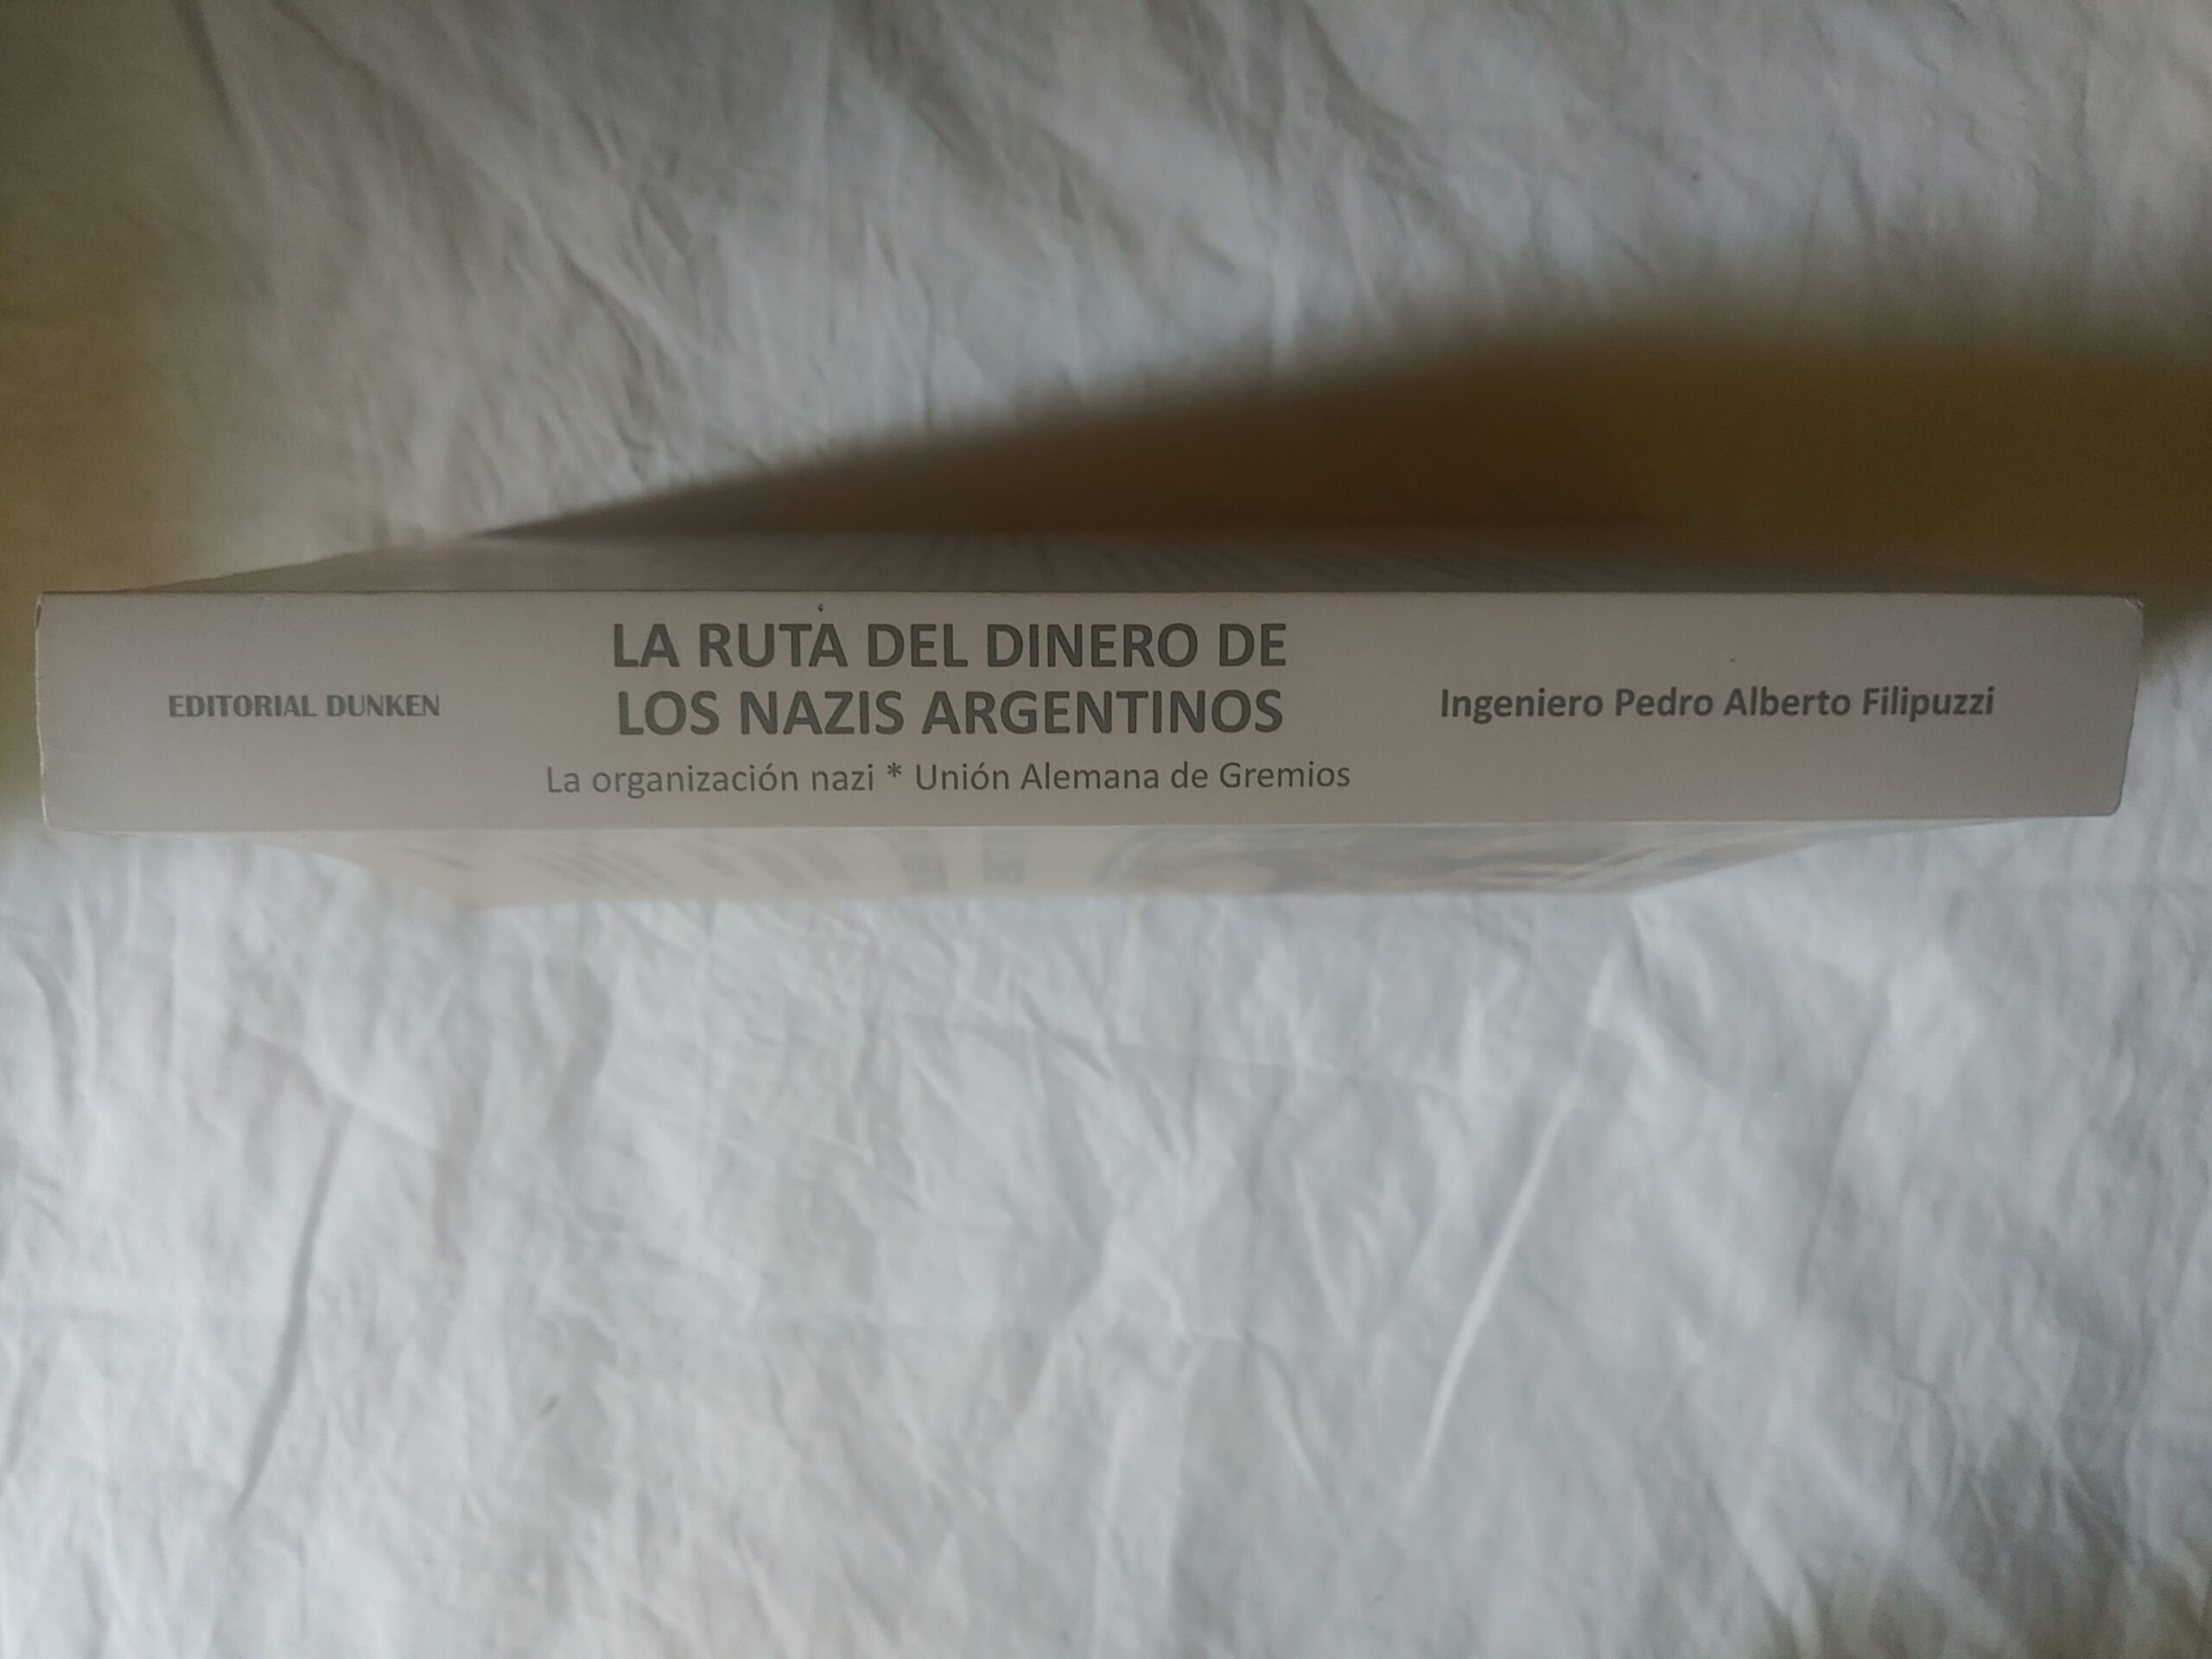 EDITORIAL DUNKEN
LA RUTA DEL DINERO DE
LOS NAZIS ARGENTINOS
La organización nazi * Unión Alemana de Gremios
Ingeniero Pedro Alberto Filipuzzi